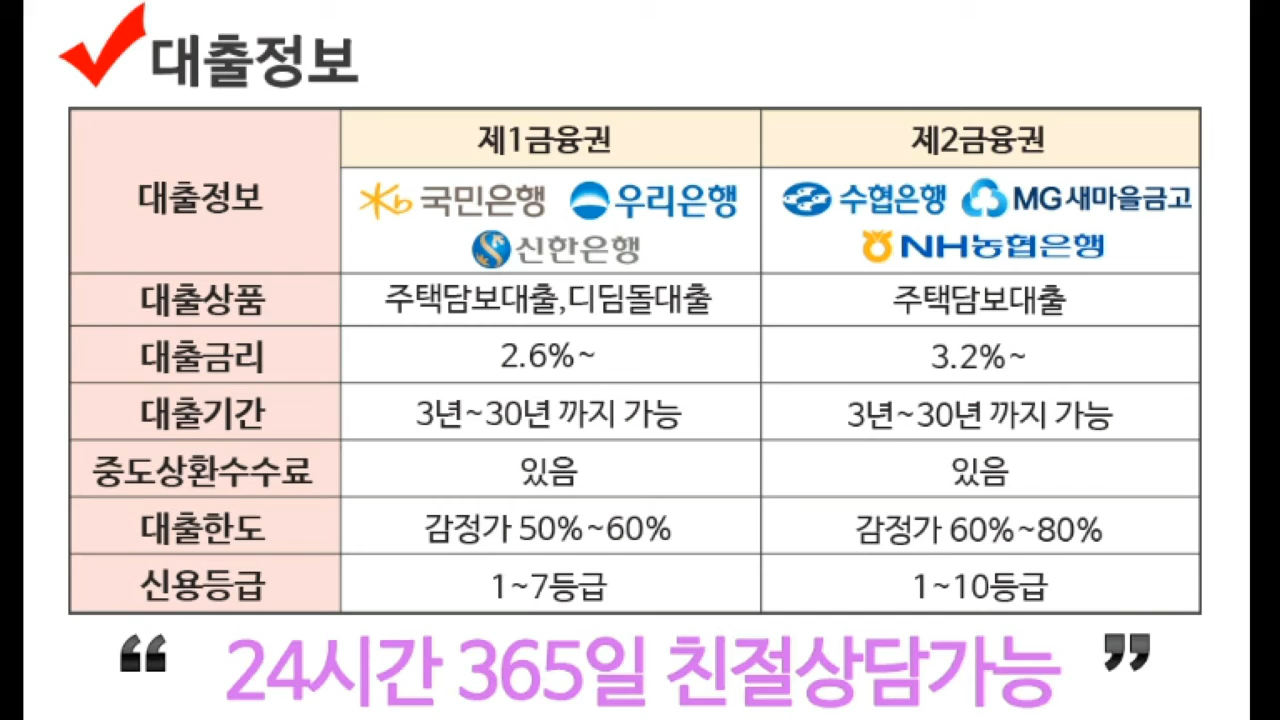 대출정보
대출정보
제1금융권
제2금융권
Kb 국민은행 우리은행
신한은행
수협은행 MG새마을금고
NH농협은행
대출상품 주택담보대출,디딤돌대출 주택담보대출
대출금리 2.6%~ 3.2%~
대출기간 3년~30년 까지 가능 3년~30년 까지 가능
중도상환수수료 있음 있음
대출한도 감정가 50%~60% 감정가 60%~80%
신용등급 1~7등급 1~10등급
“ 24시간 365일 친절상담가능 ”